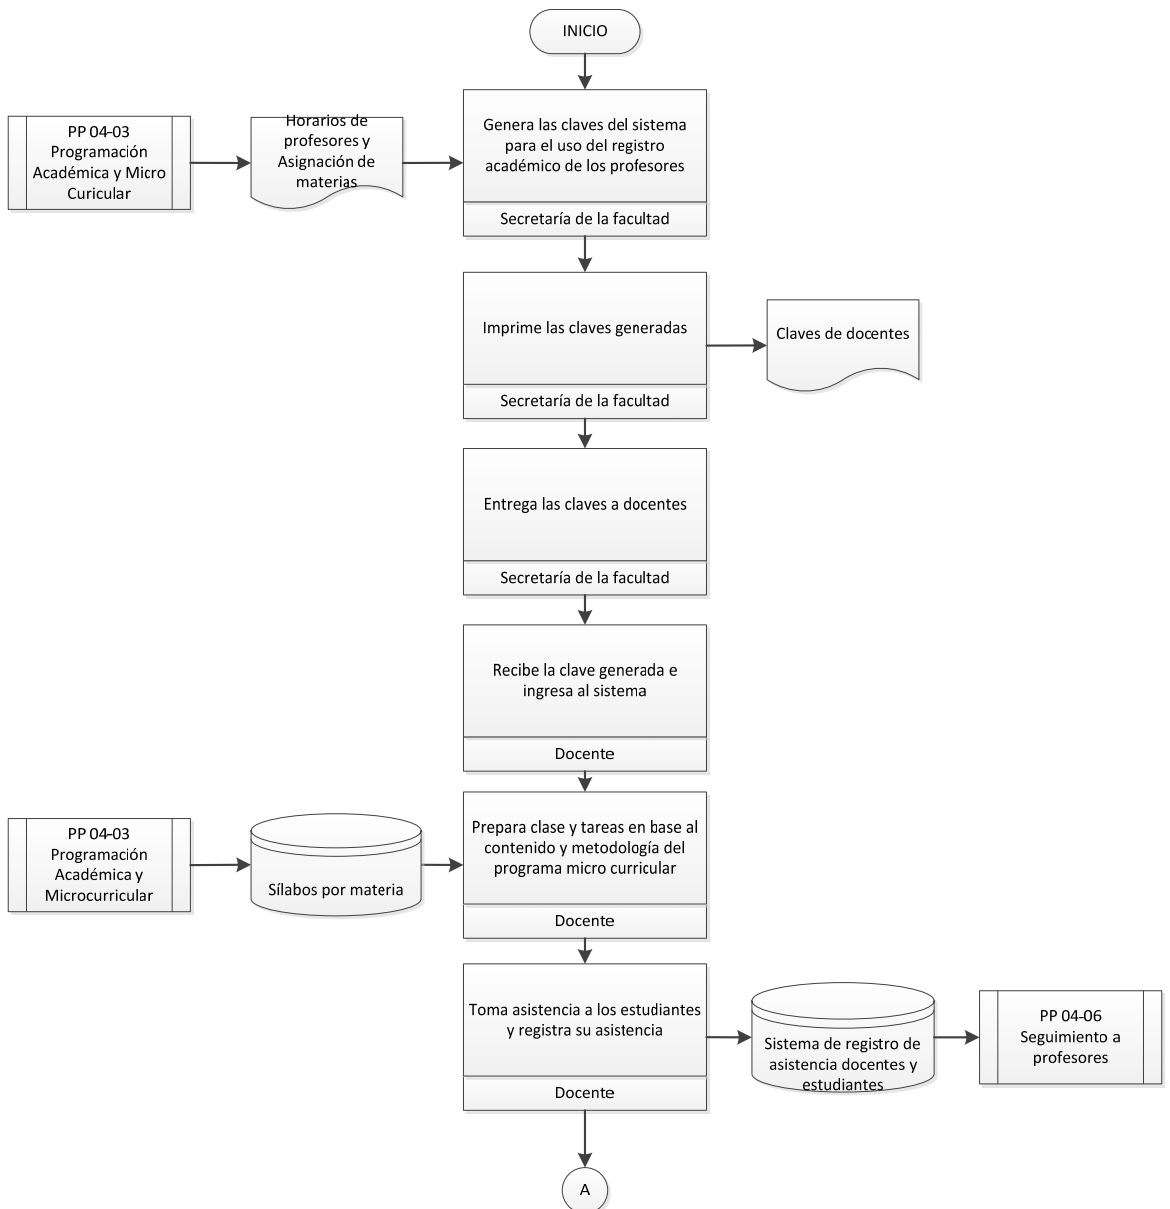 INICIO
PP 04-03
Programación
Académica y Micro
Curicular
Horarios de
profesores y
Asignación de
materias
Genera las claves del sistema
para el uso del registro
académico de los profesores
Secretaría de la facultad
Imprime las claves generadas
Secretaría de la facultad
Claves de docentes
Entrega las claves a docentes
Secretaría de la facultad
Recibe la clave generada e
ingresa al sistema
Docente
PP 04-03
Programación
Académica y
Microcurricular
Sílabos por materia
Prepara clase y tareas en base al
contenido y metodología del
programa micro curricular
Docente
Toma asistencia a los estudiantes
y registra su asistencia
Docente
Sistema de registro de
asistencia docentes y
estudiantes
PP 04-06
Seguimiento a
profesores
A